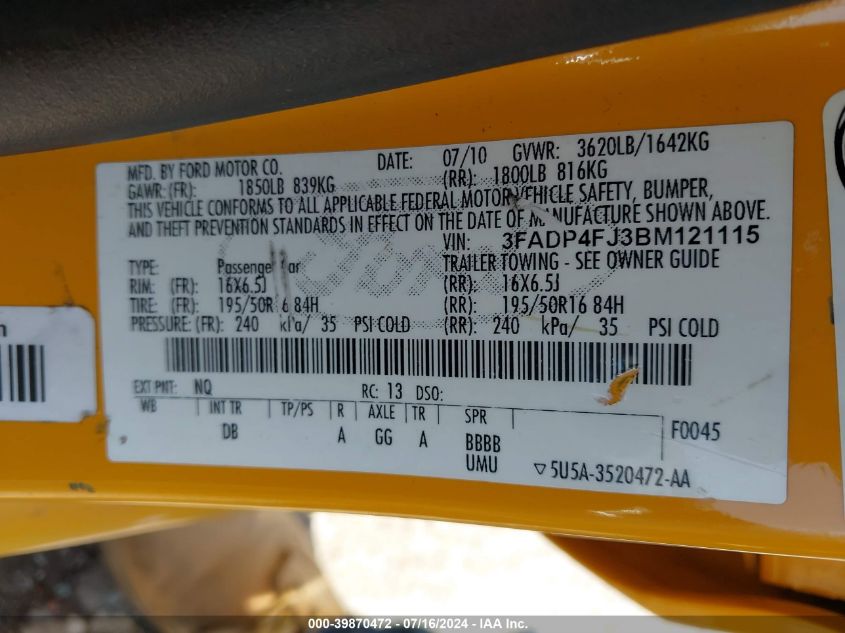 MFD. BY FORD MOTOR CO. DATE: 07/10 GVWR: 3620LB/1642KG
GAWR: (FR): 1850LB 839KG (RR): 1800LB 816KG
THIS VEHICLE CONFORMS TO ALL APPLICABLE FEDERAL MOTOR VEHICLE SAFETY, BUMPER,
AND THEFT PREVENTION STANDARDS IN EFFECT ON THE DATE OF MANUFACTURE SHOWN ABOVE.
VIN: 3FADP4FJ3BM121115
TYPE: Passenger Car TRAILER TOWING - SEE OWNER GUIDE
RIM: (FR): 16X6.5J (RR): 16X6.5J
TIRE: (FR): 195/50R16 84H (RR): 195/50R16 84H
PRESSURE: (FR): 240 kPa/ 35 PSI COLD (RR): 240 kPa/ 35 PSI COLD
EXT PNT: NQ RC: 13 DSO:
WB INT TR TP/PS R AXLE TR SPR F0045
DB A GG A BBBB
UMU ▽5U5A-3520472-AA
000-39870472 - 07/16/2024 - IAA Inc.